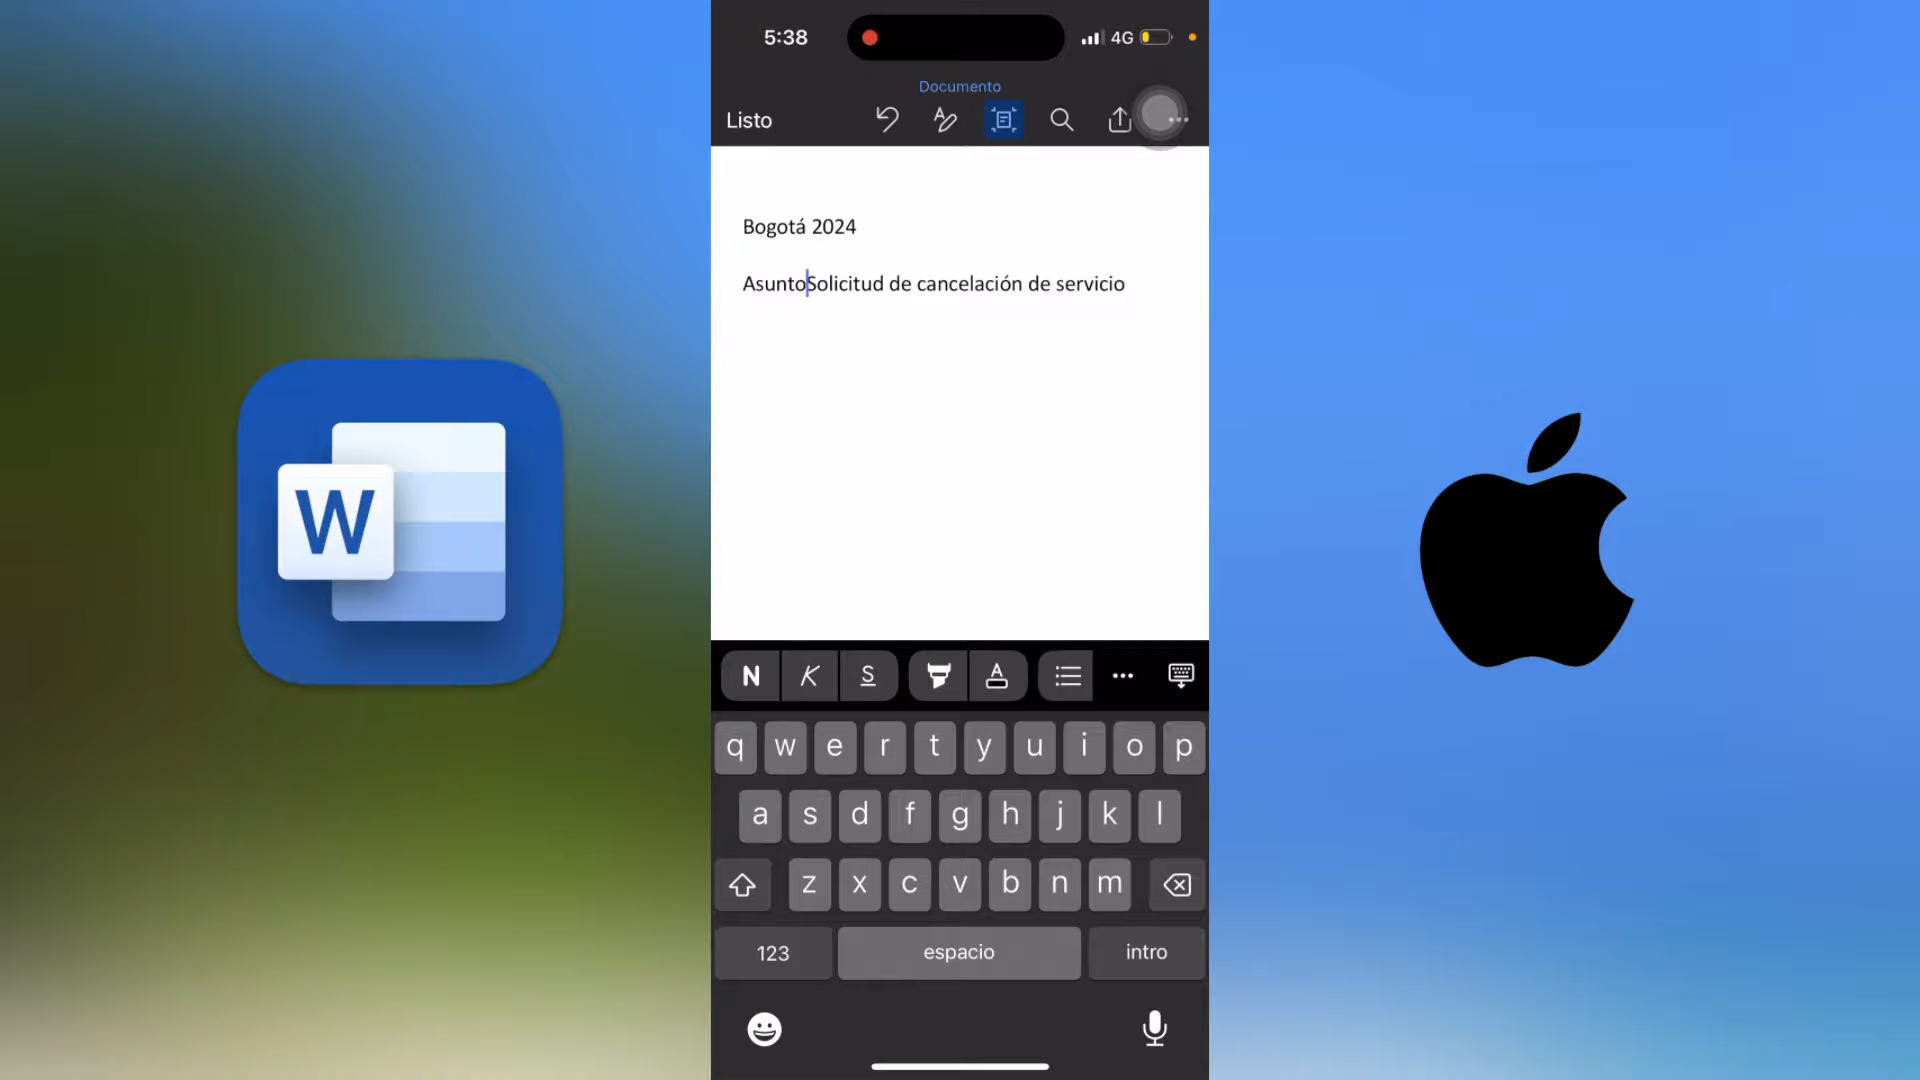 5:38
4G
Documento
Listo
Bogotá 2024
AsuntoSolicitud de cancelación de servicio
W
N K S A
q w e r t y u i o p
a s d f g h j k l
z x c v b n m
123 espacio intro